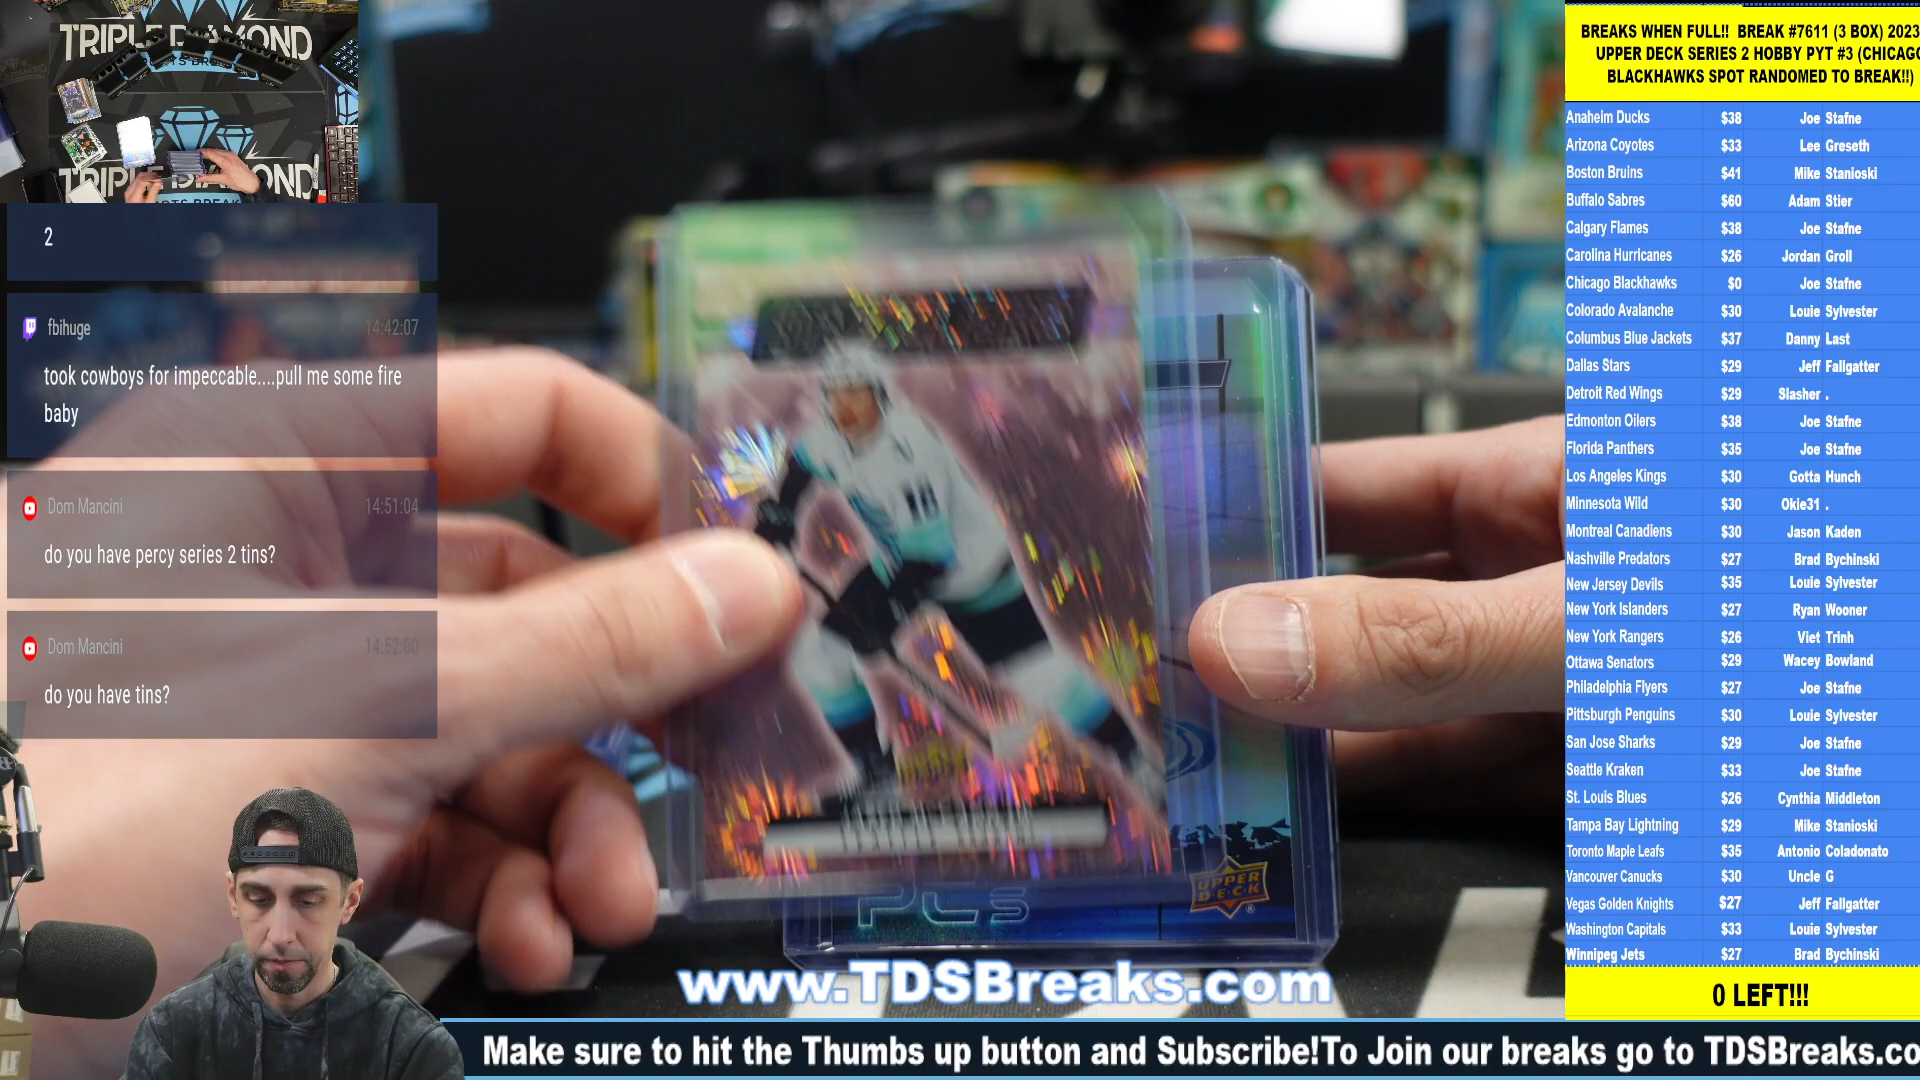 TRIPLE DIAMOND
2
fbihuge 14:42:07
took cowboys for impeccable....pull me some fire
baby
Dom Mancini 14:51:04
do you have percy series 2 tins?
Dom Mancini 14:52:00
do you have tins?
UPPER
DECK
www.TDSBreaks.com
Make sure to hit the Thumbs up button and Subscribe!To Join our breaks go to TDSBreaks.co
BREAKS WHEN FULL!! BREAK #7611 (3 BOX) 2023
UPPER DECK SERIES 2 HOBBY PYT #3 (CHICAGO
BLACKHAWKS SPOT RANDOMED TO BREAK!!)
Anaheim Ducks $38 Joe Stafne
Arizona Coyotes $33 Lee Greseth
Boston Bruins $41 Mike Stanioski
Buffalo Sabres $60 Adam Stier
Calgary Flames $38 Joe Stafne
Carolina Hurricanes $26 Jordan Groll
Chicago Blackhawks $0 Joe Stafne
Colorado Avalanche $30 Louie Sylvester
Columbus Blue Jackets $37 Danny Last
Dallas Stars $29 Jeff Fallgatter
Detroit Red Wings $29 Slasher .
Edmonton Oilers $38 Joe Stafne
Florida Panthers $35 Joe Stafne
Los Angeles Kings $30 Gotta Hunch
Minnesota Wild $30 Okie31 .
Montreal Canadiens $30 Jason Kaden
Nashville Predators $27 Brad Bychinski
New Jersey Devils $35 Louie Sylvester
New York Islanders $27 Ryan Wooner
New York Rangers $26 Viet Trinh
Ottawa Senators $29 Wacey Bowland
Philadelphia Flyers $27 Joe Stafne
Pittsburgh Penguins $30 Louie Sylvester
San Jose Sharks $29 Joe Stafne
Seattle Kraken $33 Joe Stafne
St. Louis Blues $26 Cynthia Middleton
Tampa Bay Lightning $29 Mike Stanioski
Toronto Maple Leafs $35 Antonio Coladonato
Vancouver Canucks $30 Uncle G
Vegas Golden Knights $27 Jeff Fallgatter
Washington Capitals $33 Louie Sylvester
Winnipeg Jets $27 Brad Bychinski
0 LEFT!!!